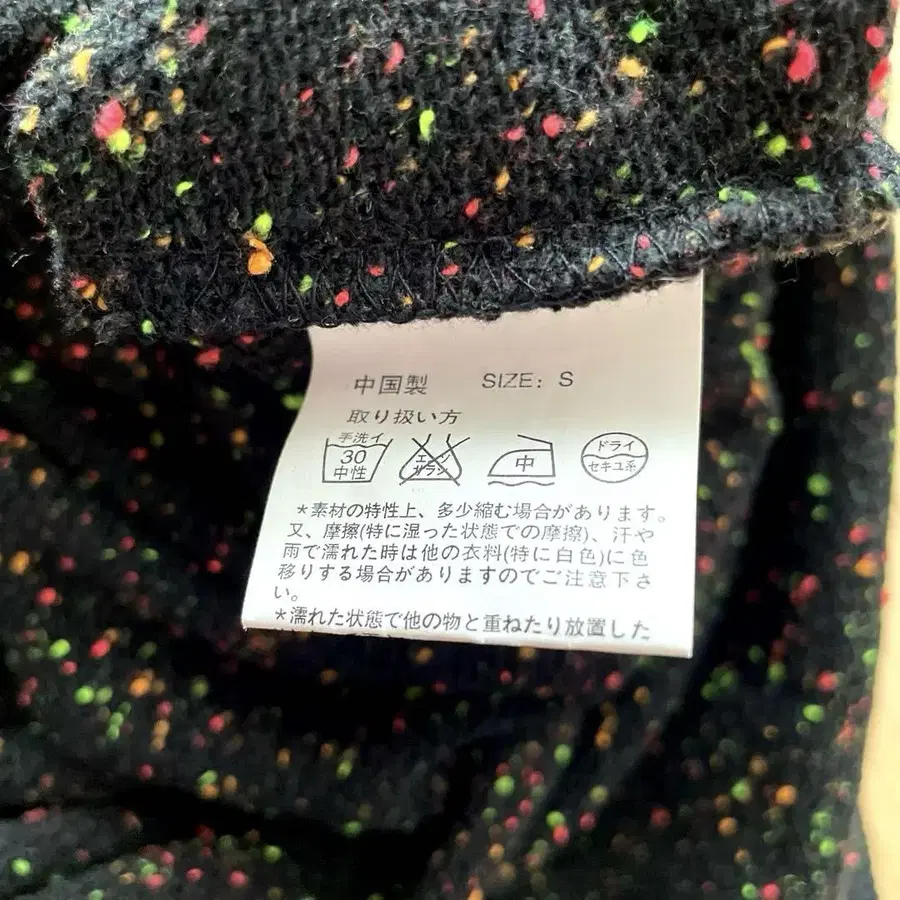 中国製 SIZE: S
取り扱い方
手洗イ
30
中性
エンソ
サラシ
中
ドライ
セキユ系
*素材の特性上、多少縮む場合があります。
又、摩擦(特に湿った状態での摩擦)、汗や
雨で濡れた時は他の衣料(特に白色)に色
移りする場合がありますのでご注意下さ
い。
*濡れた状態で他の物と重ねたり放置した